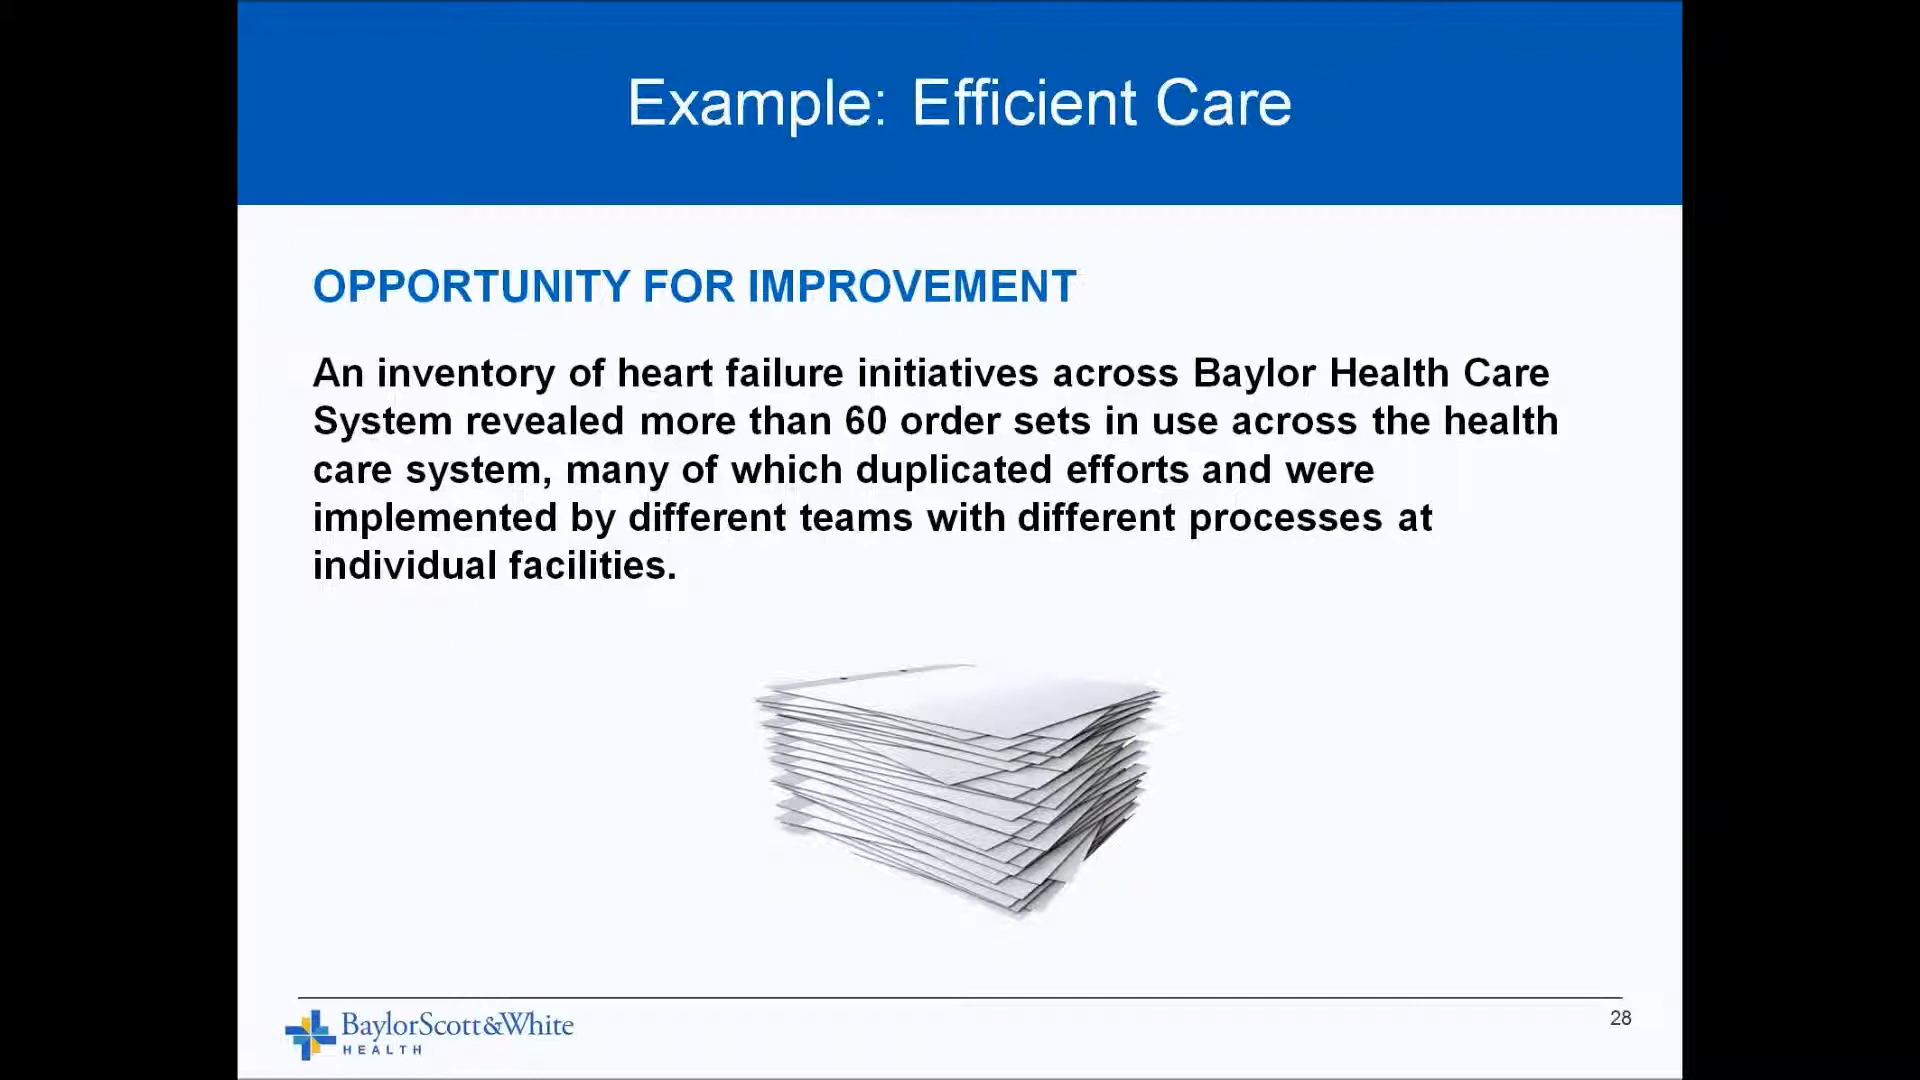 Example: Efficient Care
OPPORTUNITY FOR IMPROVEMENT
An inventory of heart failure initiatives across Baylor Health Care
System revealed more than 60 order sets in use across the health
care system, many of which duplicated efforts and were
implemented by different teams with different processes at
individual facilities.
BaylorScott&White
HEALTH
28